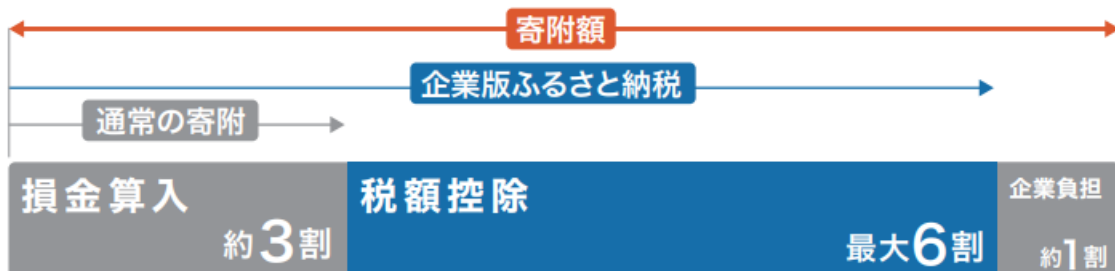 寄附額
企業版ふるさと納税
通常の寄附
損金算入
約3割
税額控除
最大6割
企業負担
約1割